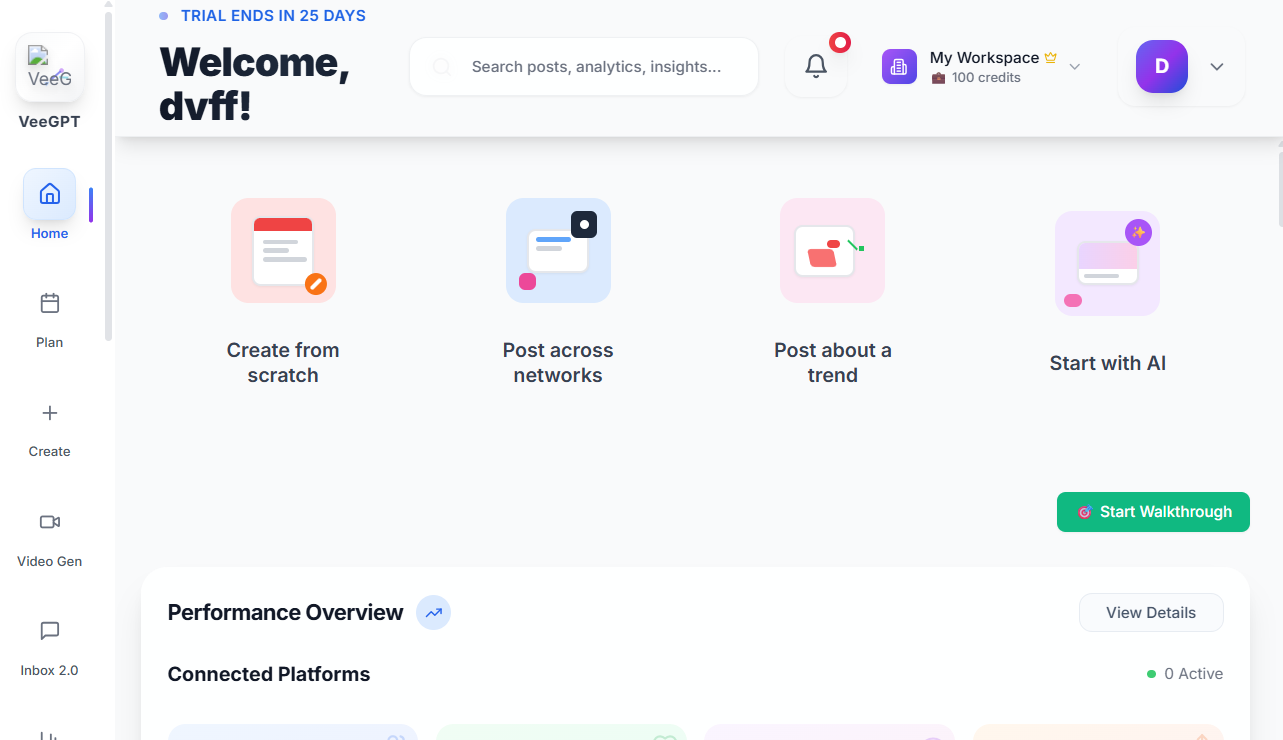 TRIAL ENDS IN 25 DAYS
Welcome,
dvff!
Search posts, analytics, insights...
My Workspace
100 credits
D
VeeG
VeeGPT
Home
Plan
Create
Video Gen
Inbox 2.0
Create from
scratch
Post across
networks
Post about a
trend
Start with AI
Start Walkthrough
Performance Overview
View Details
Connected Platforms
0 Active